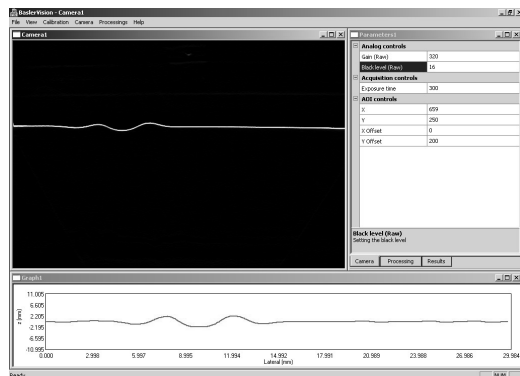 BaslerVision - Camera1
File View Calibration Camera Processings Help
Camera1
Parameters1
Analog controls
Gain (Raw) 320
Black level (Raw) 16
Acquisition controls
Exposure time 300
AOI controls
X 659
Y 250
X Offset 0
Y Offset 200
Black level (Raw)
Setting the black level
Camera Processing Results
Graph1
11.005
6.605
2.205
-2.195
-10.995
z [mm]
0.000 2.998 5.997 8.995 11.994 14.992 17.991 20.989 23.988 26.986 29.984
Lateral [mm]
Ready
NUM